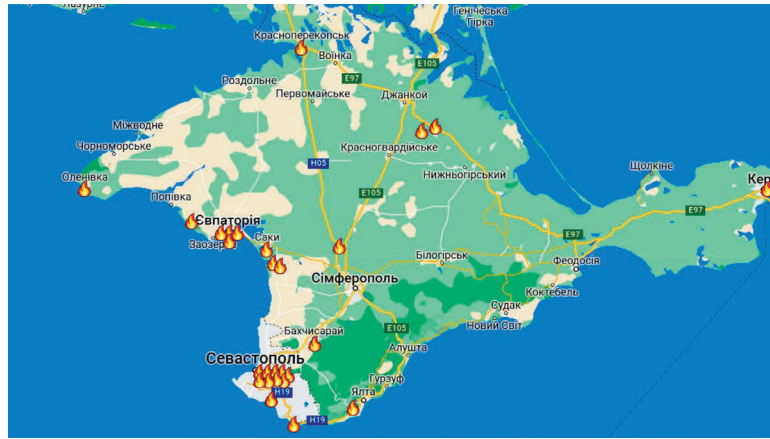 Лазурне
Генічеська
Гірка
Красноперекопськ
Воїнка
E105
E97
Роздольне
Первомайське
Джанкой
Міжводне
Чорноморське
Красногвардійське
H05
Нижньогірський
Щолкіне
Оленівка
E105
Попівка
E97
Євпаторія
Заозер
Саки
E97
Білогірськ
Феодосія
Сімферополь
Коктебель
Судак
Новий Світ
Бахчисарай
E105
Алушта
Севастополь
Гурзуф
H19
Ялта
H19